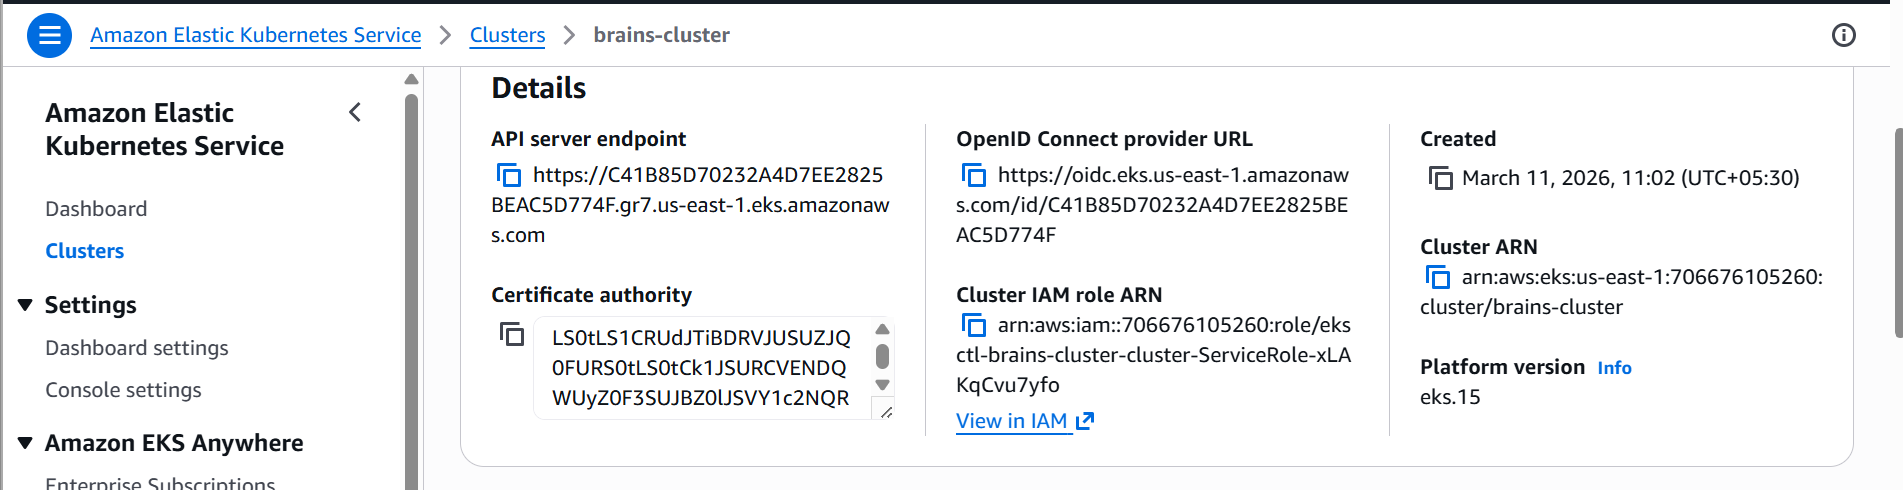 Amazon Elastic Kubernetes Service > Clusters > brains-cluster
Amazon Elastic
Kubernetes Service
Dashboard
Clusters
Settings
Dashboard settings
Console settings
Amazon EKS Anywhere
Enterprise Subscriptions
Details
API server endpoint
https://C41B85D70232A4D7EE2825
BEAC5D774F.gr7.us-east-1.eks.amazonaw
s.com
Certificate authority
LS0tLS1CRUdJTiBDRVJUSUZJQ
0FURS0tLS0tCk1JSURCVENDQ
WUyZ0F3SUJBZ0lJSVY1c2NQR
OpenID Connect provider URL
https://oidc.eks.us-east-1.amazonaw
s.com/id/C41B85D70232A4D7EE2825BE
AC5D774F
Cluster IAM role ARN
arn:aws:iam::706676105260:role/eks
ctl-brains-cluster-cluster-ServiceRole-xLA
KqCvu7yfo
View in IAM
Created
March 11, 2026, 11:02 (UTC+05:30)
Cluster ARN
arn:aws:eks:us-east-1:706676105260:
cluster/brains-cluster
Platform version Info
eks.15